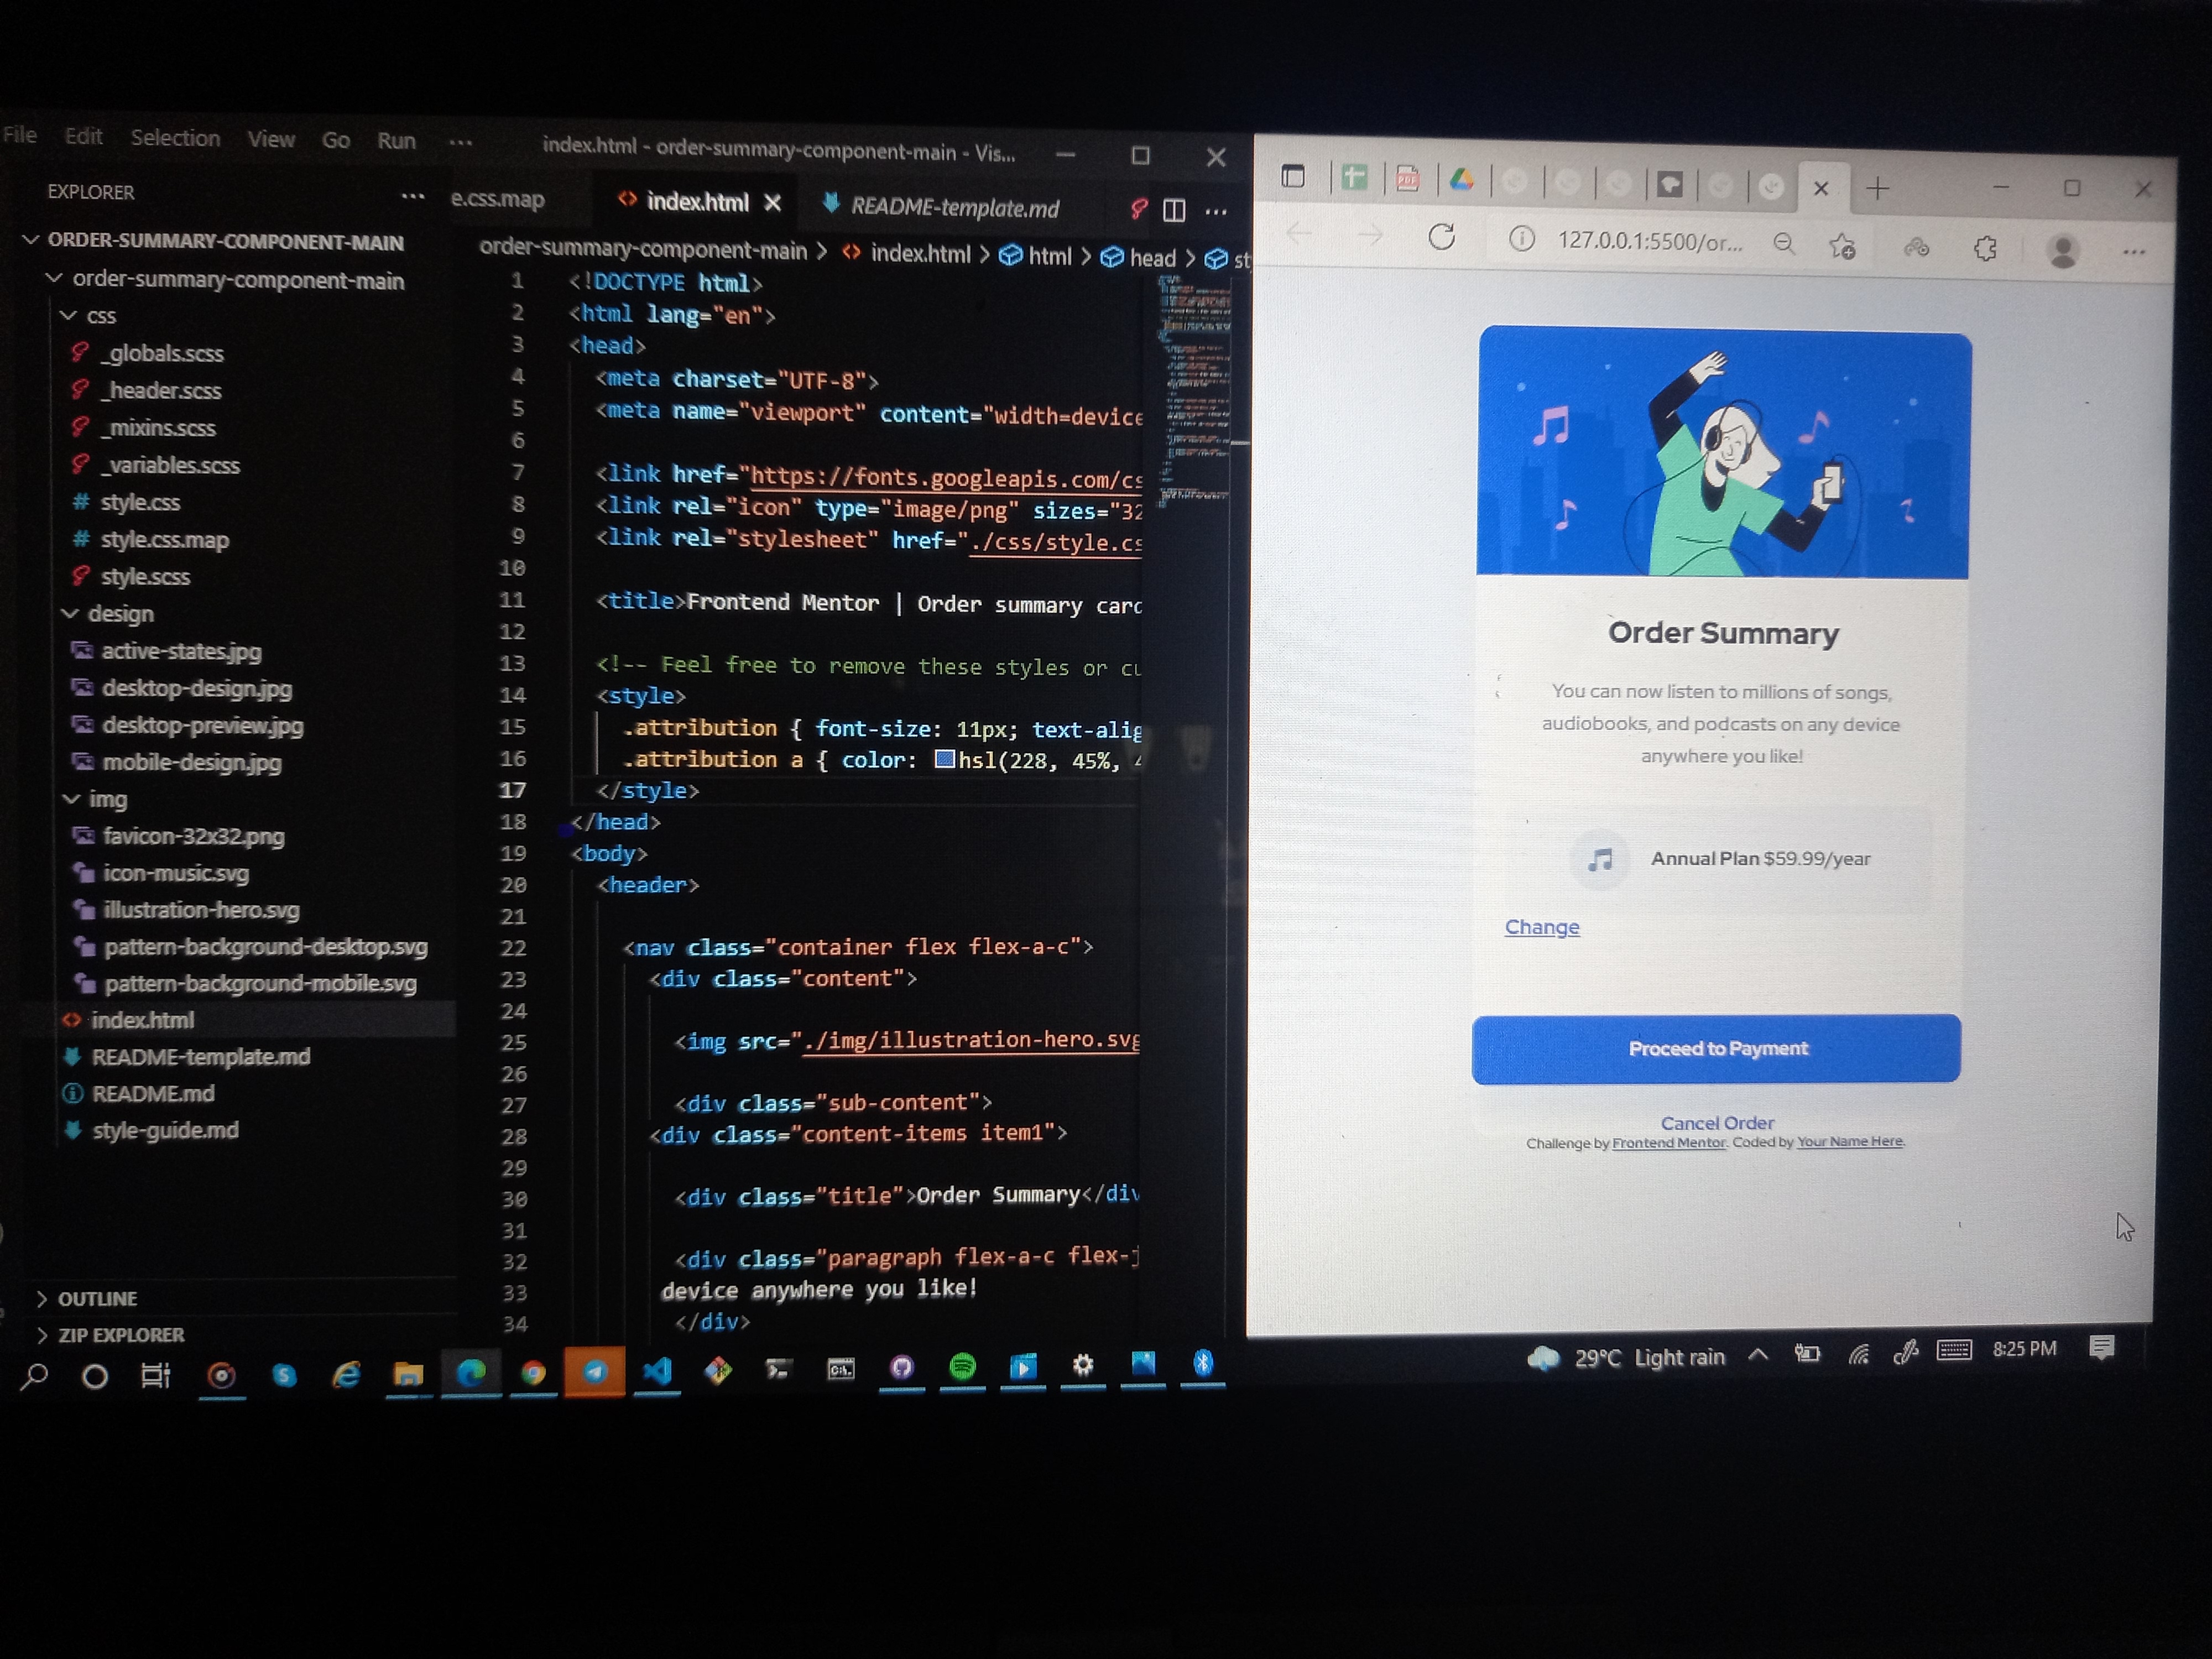 File Edit Selection View Go Run ··· index.html - order-summary-component-main - Vis...
EXPLORER ···
ORDER-SUMMARY-COMPONENT-MAIN
order-summary-component-main
css
_globals.scss
_header.scss
_mixins.scss
_variables.scss
style.css
style.css.map
style.scss
design
active-states.jpg
desktop-design.jpg
desktop-preview.jpg
mobile-design.jpg
img
favicon-32x32.png
icon-music.svg
illustration-hero.svg
pattern-background-desktop.svg
pattern-background-mobile.svg
index.html
README-template.md
README.md
style-guide.md
OUTLINE
ZIP EXPLORER
e.css.map index.html README-template.md ···
order-summary-component-main > index.html > html > head > st
1 <!DOCTYPE html>
2 <html lang="en">
3 <head>
4 <meta charset="UTF-8">
5 <meta name="viewport" content="width=device
6
7 <link href="https://fonts.googleapis.com/cs
8 <link rel="icon" type="image/png" sizes="32
9 <link rel="stylesheet" href="./css/style.cs
10
11 <title>Frontend Mentor | Order summary card
12
13 <!-- Feel free to remove these styles or cu
14 <style>
15 .attribution { font-size: 11px; text-alig
16 .attribution a { color: hsl(228, 45%, 4
17 </style>
18 </head>
19 <body>
20 <header>
21
22 <nav class="container flex flex-a-c">
23 <div class="content">
24
25 <img src="./img/illustration-hero.svg
26
27 <div class="sub-content">
28 <div class="content-items item1">
29
30 <div class="title">Order Summary</div
31
32 <div class="paragraph flex-a-c flex-j
33 device anywhere you like!
34 </div>
PDF
127.0.0.1:5500/or...
Order Summary
You can now listen to millions of songs,
audiobooks, and podcasts on any device
anywhere you like!
Annual Plan $59.99/year
Change
Proceed to Payment
Cancel Order
Challenge by Frontend Mentor. Coded by Your Name Here.
29°C Light rain 8:25 PM